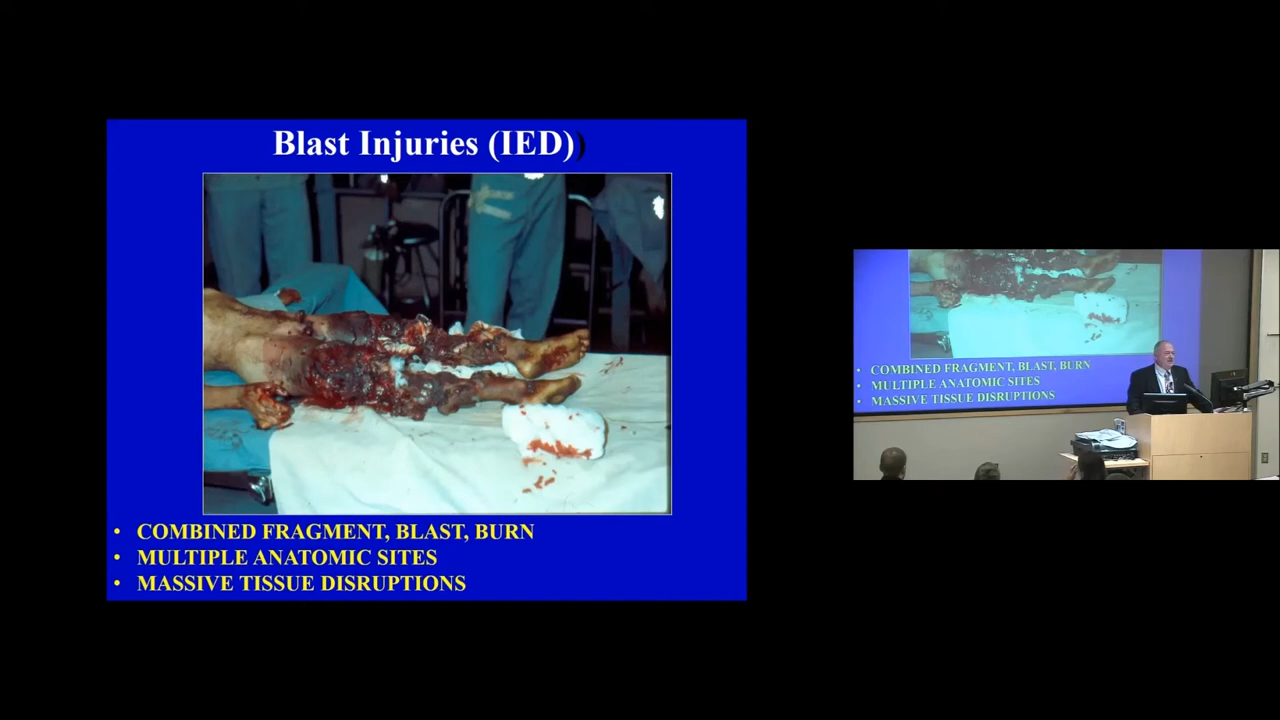 Blast Injuries (IED))
• COMBINED FRAGMENT, BLAST, BURN
• MULTIPLE ANATOMIC SITES
• MASSIVE TISSUE DISRUPTIONS
• COMBINED FRAGMENT, BLAST, BURN
• MULTIPLE ANATOMIC SITES
• MASSIVE TISSUE DISRUPTIONS